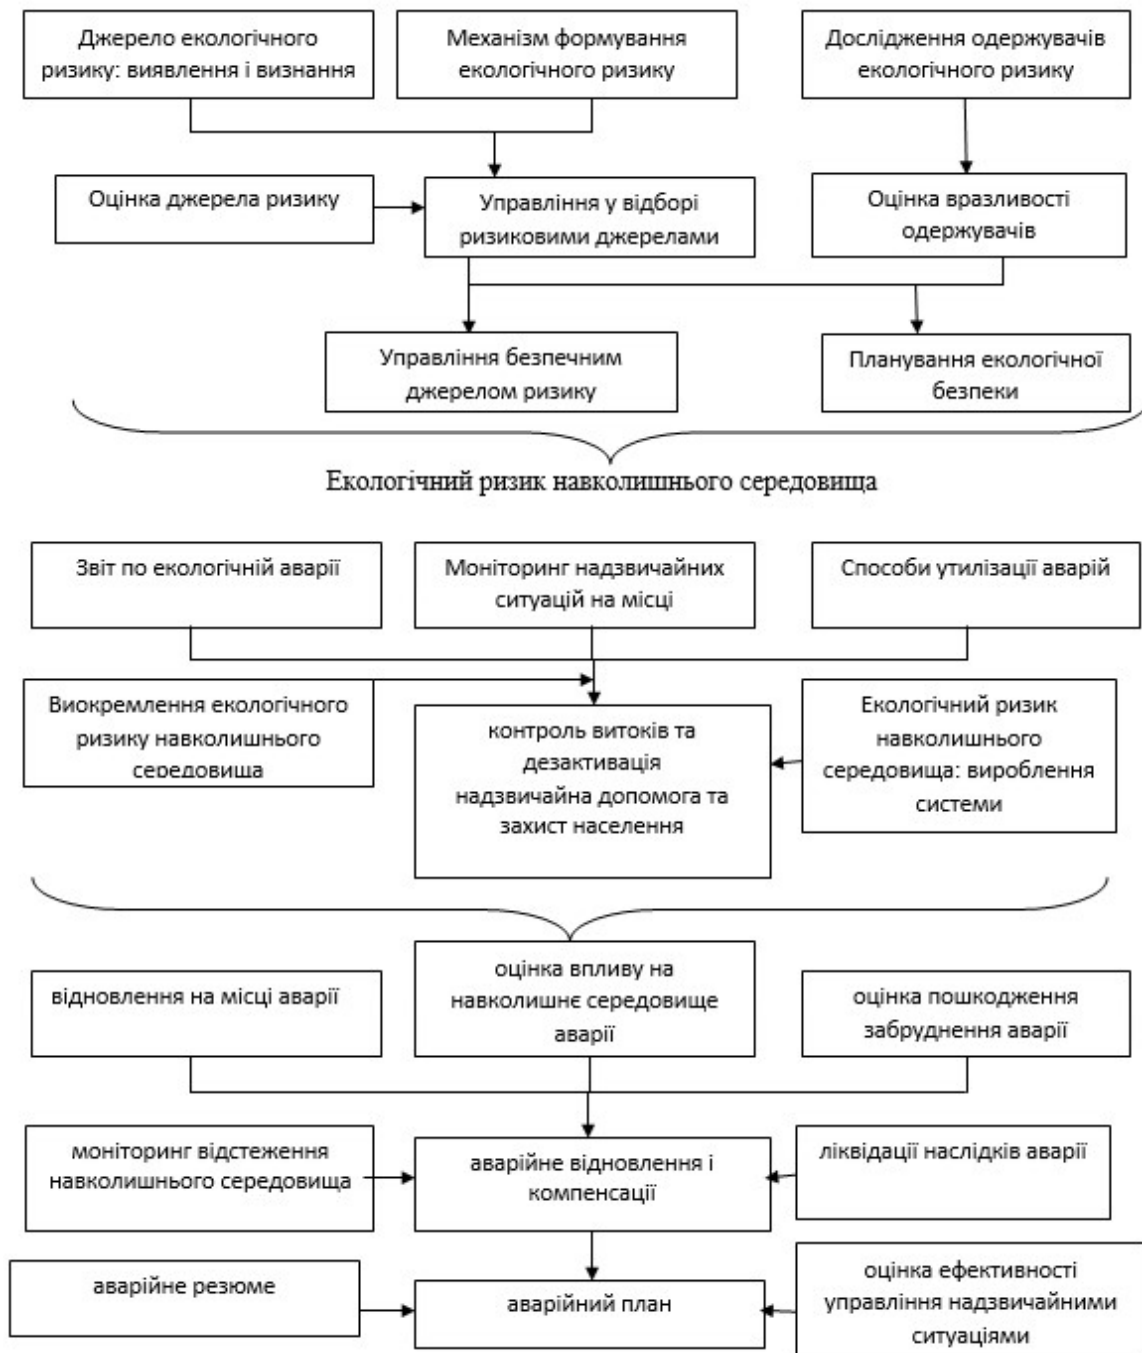 Джерело екологічного
ризику: виявлення і визнання
Механізм формування
екологічного ризику
Дослідження одержувачів
екологічного ризику
Оцінка джерела ризику
Управління у відборі
ризиковими джерелами
Оцінка вразливості
одержувачів
Управління безпечним
джерелом ризику
Планування екологічної
безпеки
Екологічний ризик навколишнього середовища
Звіт по екологічній аварії
Моніторинг надзвичайних
ситуацій на місці
Способи утилізації аварій
Виокремлення екологічного
ризику навколишнього
середовища
контроль витоків та
дезактивація
надзвичайна допомога та
захист населення
Екологічний ризик
навколишнього
середовища: вироблення
системи
відновлення на місці аварії
оцінка впливу на
навколишнє середовище
аварії
оцінка пошкодження
забруднення аварії
моніторинг відстеження
навколишнього середовища
аварійне відновлення і
компенсації
ліквідації наслідків аварії
аварійне резюме
аварійний план
оцінка ефективності
управління надзвичайними
ситуаціями